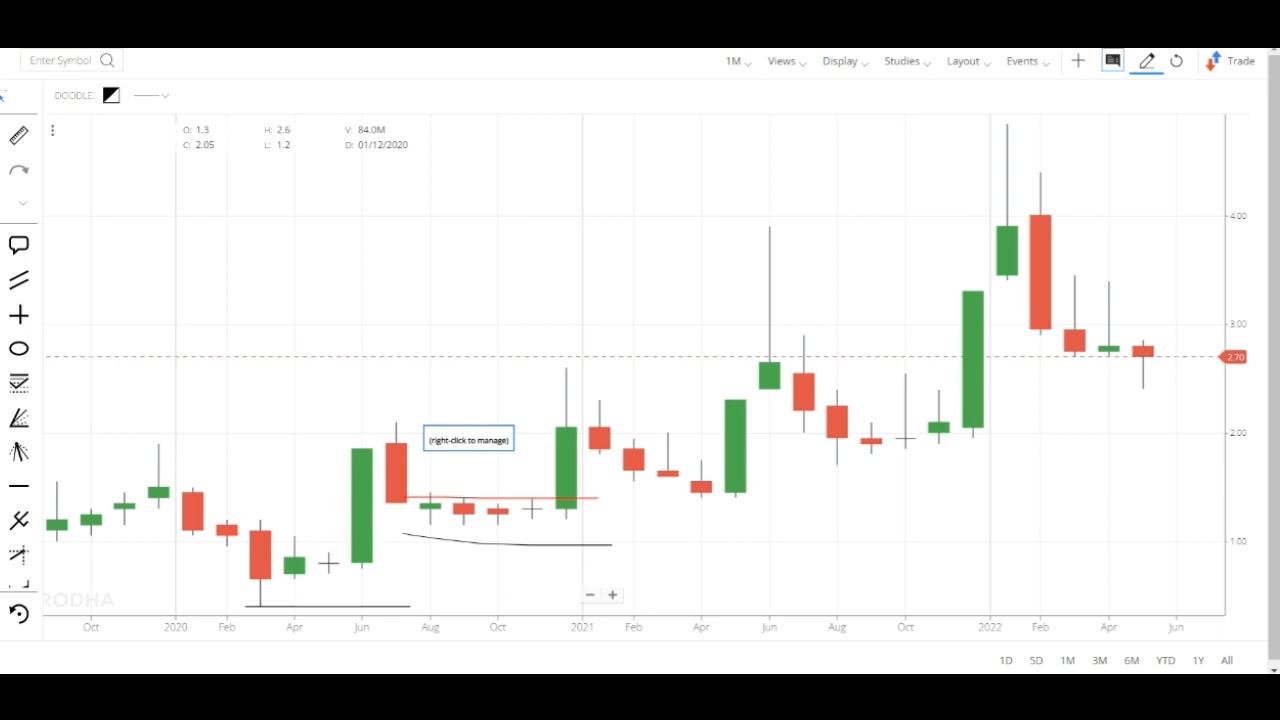 Enter Symbol
1M Views Display Studies Layout Events Trade
DOODLE:
O: 1.3 H: 2.6 V: 84.0M
C: 2.05 L: 1.2 D: 01/12/2020
4.00
3.00
2.70
(right-click to manage)
2.00
1.00
RODHA
Oct 2020 Feb Apr Jun Aug Oct 2021 Feb Apr Jun Aug Oct 2022 Feb Apr Jun
1D 5D 1M 3M 6M YTD 1Y All